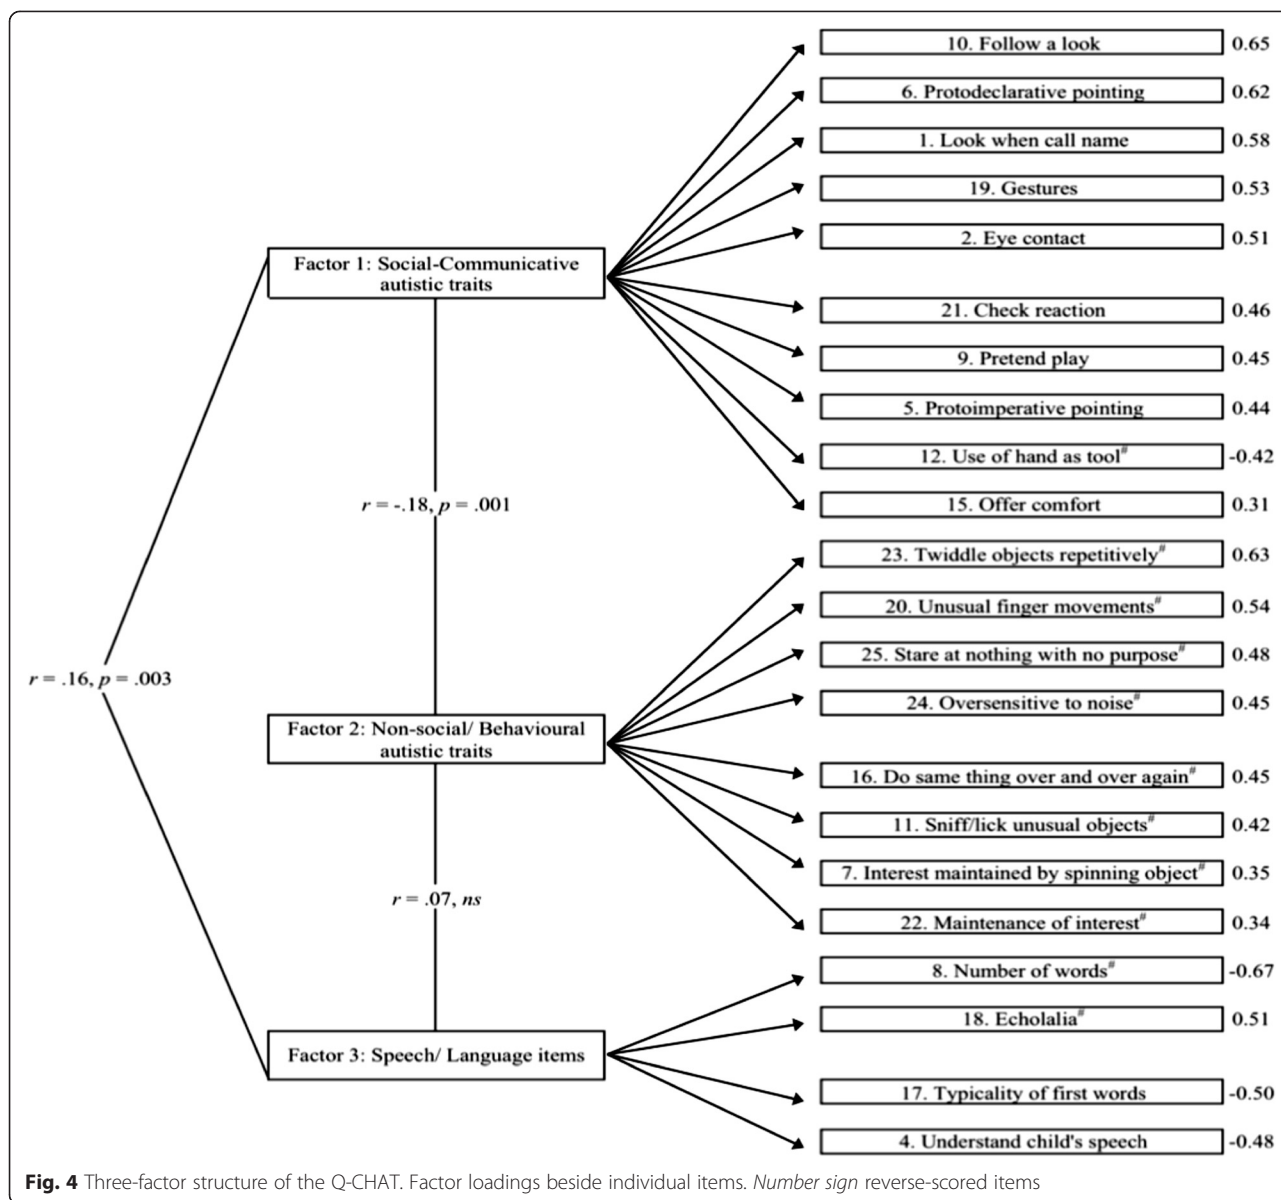 10. Follow a look 0.65
6. Protodeclarative pointing 0.62
1. Look when call name 0.58
19. Gestures 0.53
2. Eye contact 0.51
Factor 1: Social-Communicative
autistic traits
21. Check reaction 0.46
9. Pretend play 0.45
5. Protoimperative pointing 0.44
12. Use of hand as tool# -0.42
r = -.18, p = .001
15. Offer comfort 0.31
23. Twiddle objects repetitively# 0.63
20. Unusual finger movements# 0.54
25. Stare at nothing with no purpose# 0.48
r = .16, p = .003
24. Oversensitive to noise# 0.45
Factor 2: Non-social/ Behavioural
autistic traits
16. Do same thing over and over again# 0.45
11. Sniff/lick unusual objects# 0.42
7. Interest maintained by spinning object# 0.35
r = .07, ns
22. Maintenance of interest# 0.34
8. Number of words# -0.67
18. Echolalia# 0.51
Factor 3: Speech/ Language items
17. Typicality of first words -0.50
4. Understand child's speech -0.48
Fig. 4 Three-factor structure of the Q-CHAT. Factor loadings beside individual items. Number sign reverse-scored items